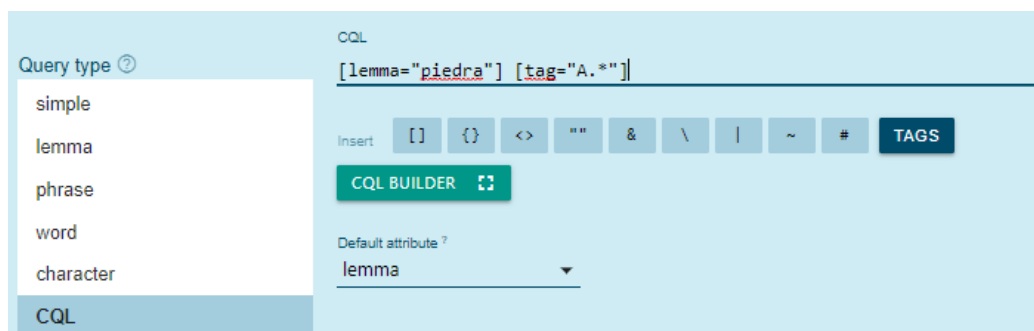 CQL
Query type ?
[lemma="piedra"] [tag="A.*"]
simple
lemma
phrase
word
character
CQL
Insert [] {} <> "" & \ | ~ # TAGS
CQL BUILDER
Default attribute ?
lemma